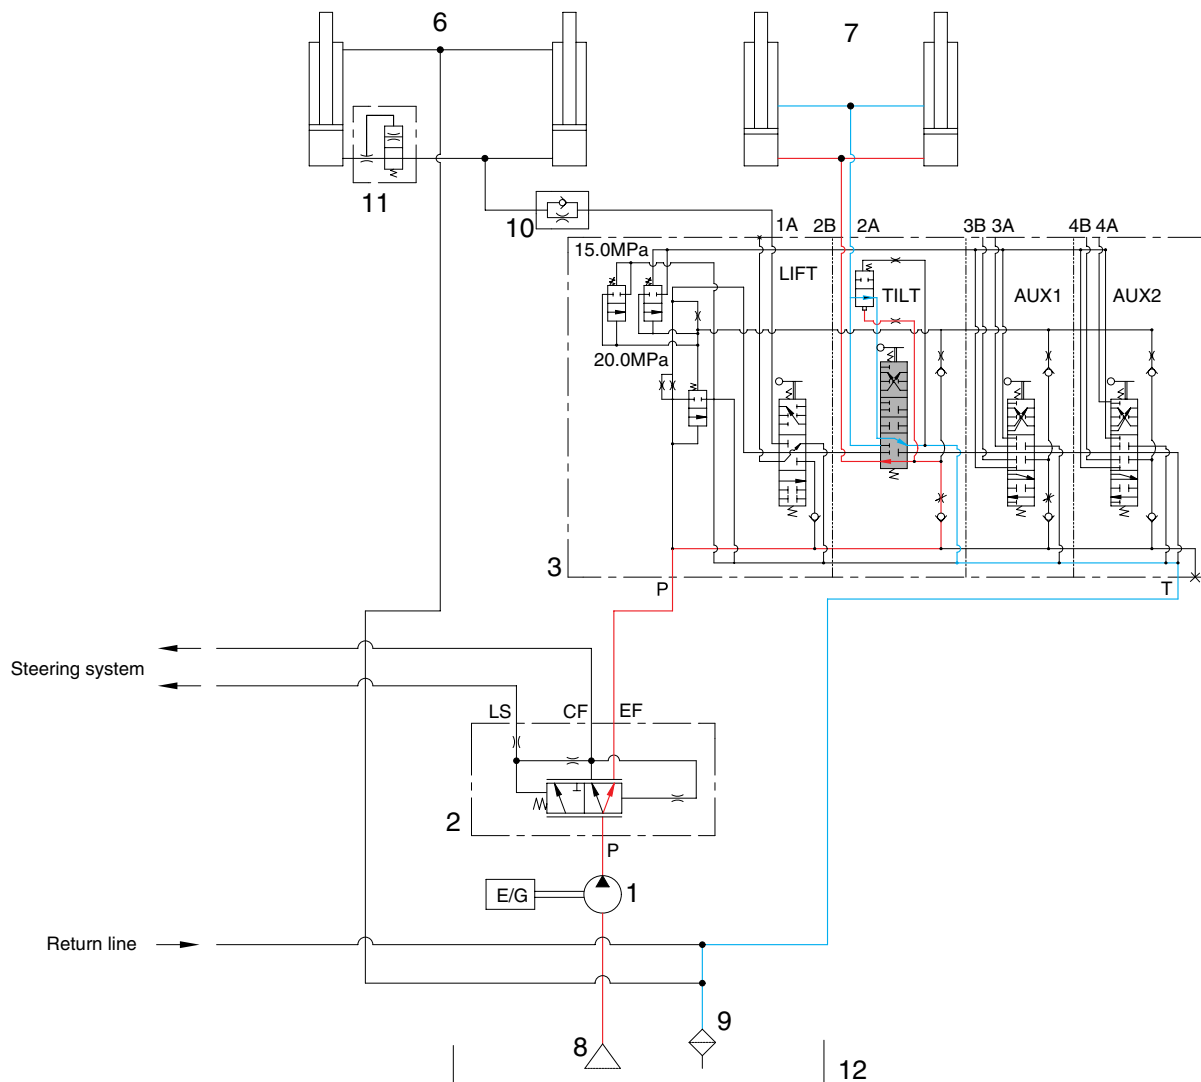 6
7
11
10
1A
2B
2A
3B
3A
4B
4A
15.0MPa
LIFT
TILT
AUX1
AUX2
20.0MPa
3
P
T
Steering system
LS
CF
EF
2
P
E/G
1
Return line
8
9
12